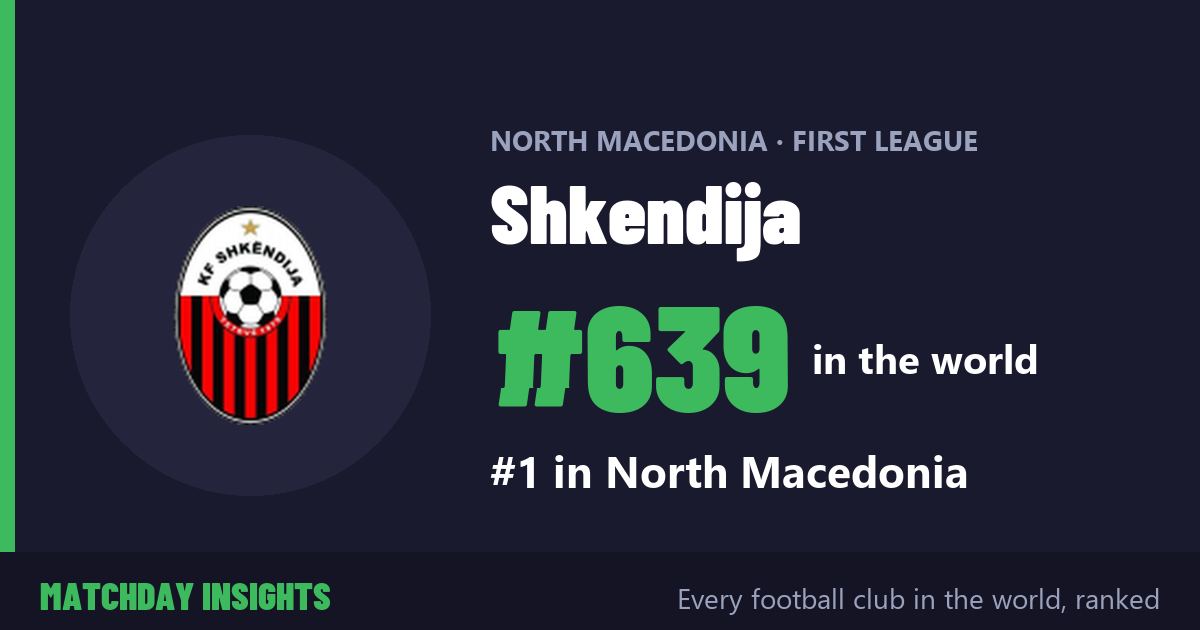 NORTH MACEDONIA · FIRST LEAGUE
Shkendija
KF SHKËNDIJA
#639 in the world
#1 in North Macedonia
MATCHDAY INSIGHTS
Every football club in the world, ranked